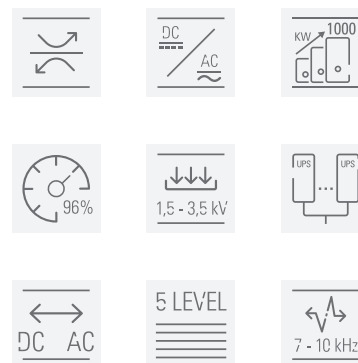 DC
AC
KW 1000
96%
1,5 - 3,5 kV
UPS UPS
...
DC AC
5 LEVEL
7 - 10 kHz